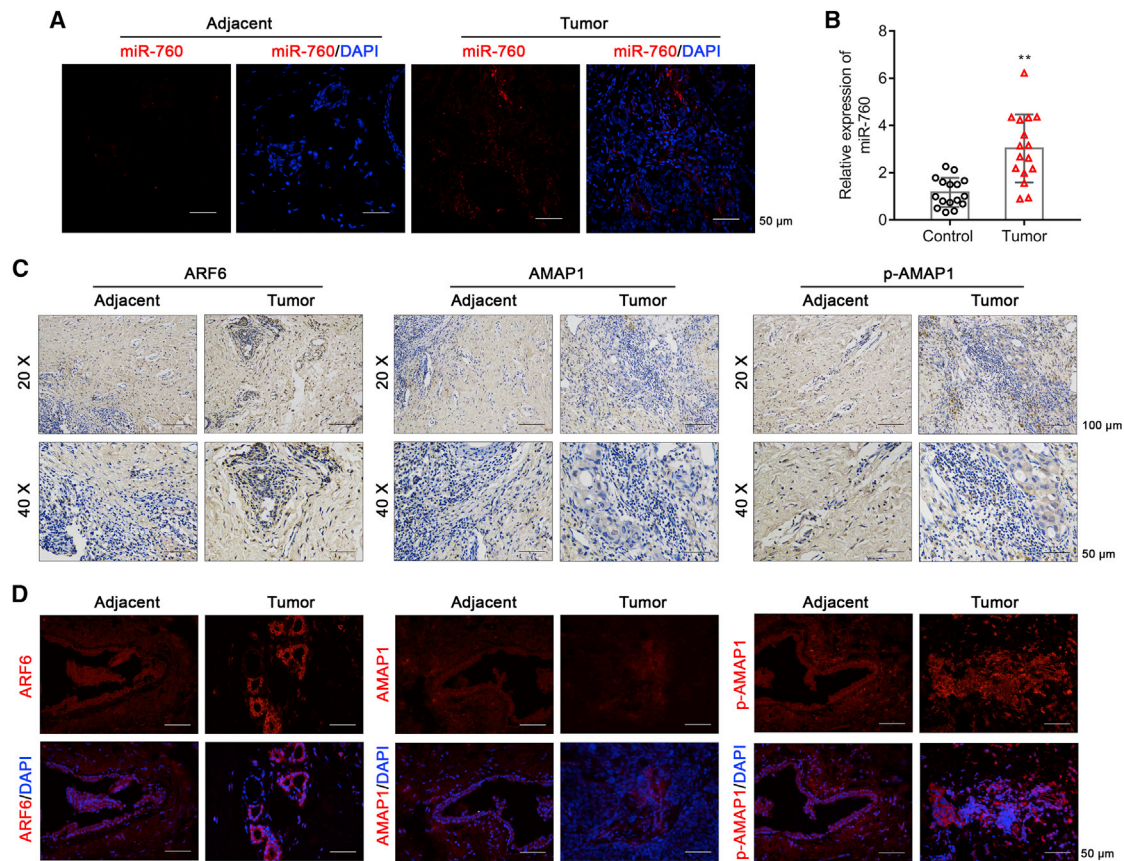 A
Adjacent
Tumor
miR-760
miR-760/DAPI
miR-760
miR-760/DAPI
50 µm
B
Relative expression of
miR-760
8
6
4
2
0
**
Control
Tumor
C
ARF6
AMAP1
p-AMAP1
Adjacent
Tumor
Adjacent
Tumor
Adjacent
Tumor
20 X
20 X
20 X
100 µm
40 X
40 X
40 X
50 µm
D
Adjacent
Tumor
Adjacent
Tumor
Adjacent
Tumor
ARF6
AMAP1
p-AMAP1
ARF6/DAPI
AMAP1/DAPI
p-AMAP1/DAPI
50 µm